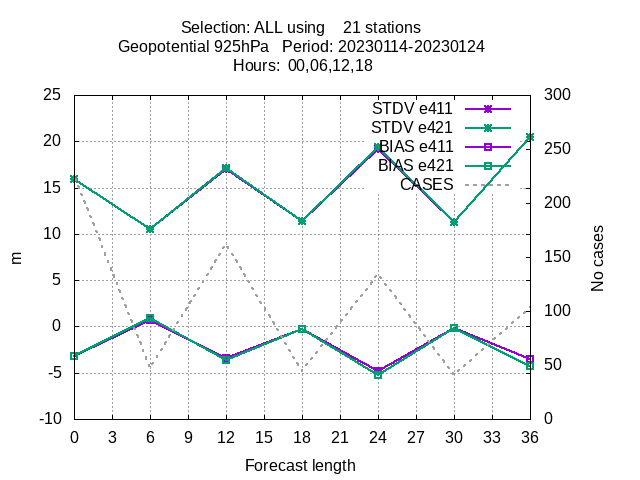 Selection: ALL using 21 stations
Geopotential 925hPa Period: 20230114-20230124
Hours: 00,06,12,18
25
20
15
10
5
0
-5
-10
m
300
250
200
150
100
50
0
No cases
STDV e411
STDV e421
BIAS e411
BIAS e421
CASES
0 3 6 9 12 15 18 21 24 27 30 33 36
Forecast length